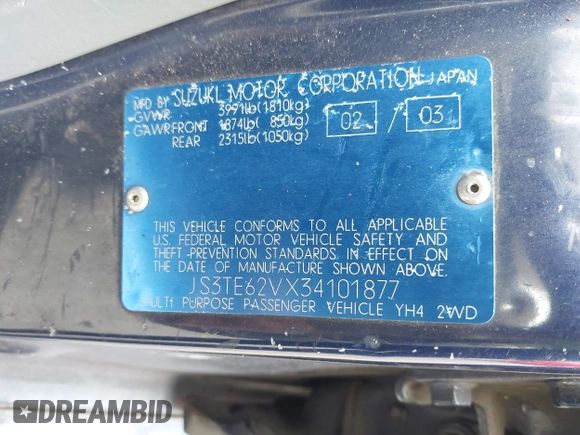 MFD BY SUZUKI MOTOR CORPORATION JAPAN
GVWR 3991lb(1810kg)
GAWR FRONT 1874lb( 850kg) 02 / 03
REAR 2315lb(1050kg)
THIS VEHICLE CONFORMS TO ALL APPLICABLE
U.S. FEDERAL MOTOR VEHICLE SAFETY AND
THEFT PREVENTION STANDARDS IN EFFECT ON
THE DATE OF MANUFACTURE SHOWN ABOVE.
JS3TE62VX34101877
MULTI PURPOSE PASSENGER VEHICLE YH4 2WD
DREAMBID